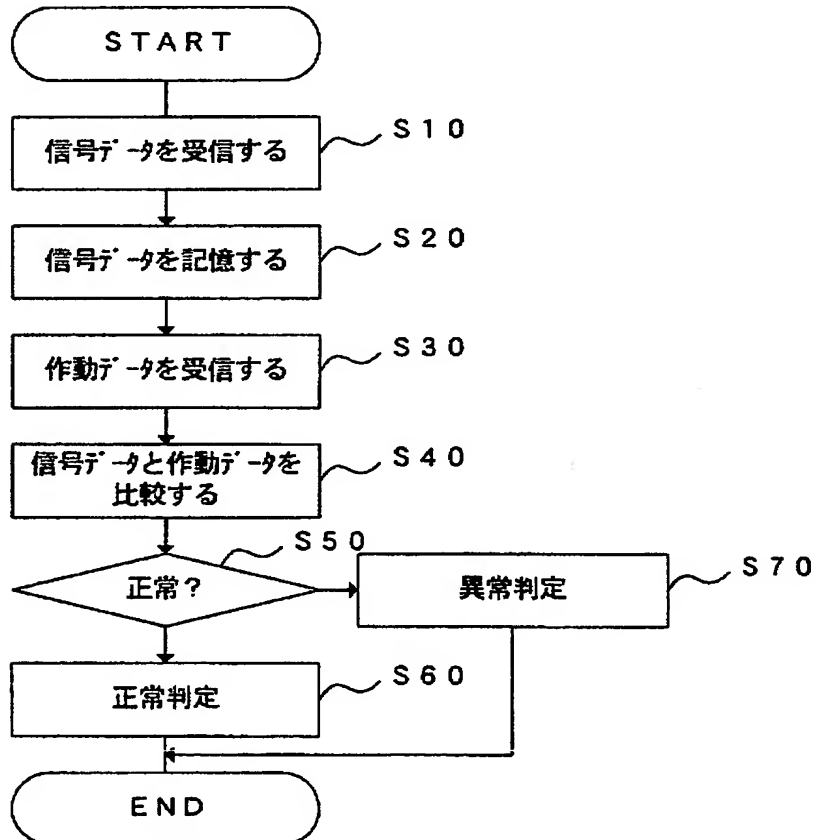 START
信号ﾃﾞｰﾀを受信する
S10
信号ﾃﾞｰﾀを記憶する
S20
作動ﾃﾞｰﾀを受信する
S30
信号ﾃﾞｰﾀと作動ﾃﾞｰﾀを
比較する
S40
S50
正常？
異常判定
S70
正常判定
S60
END